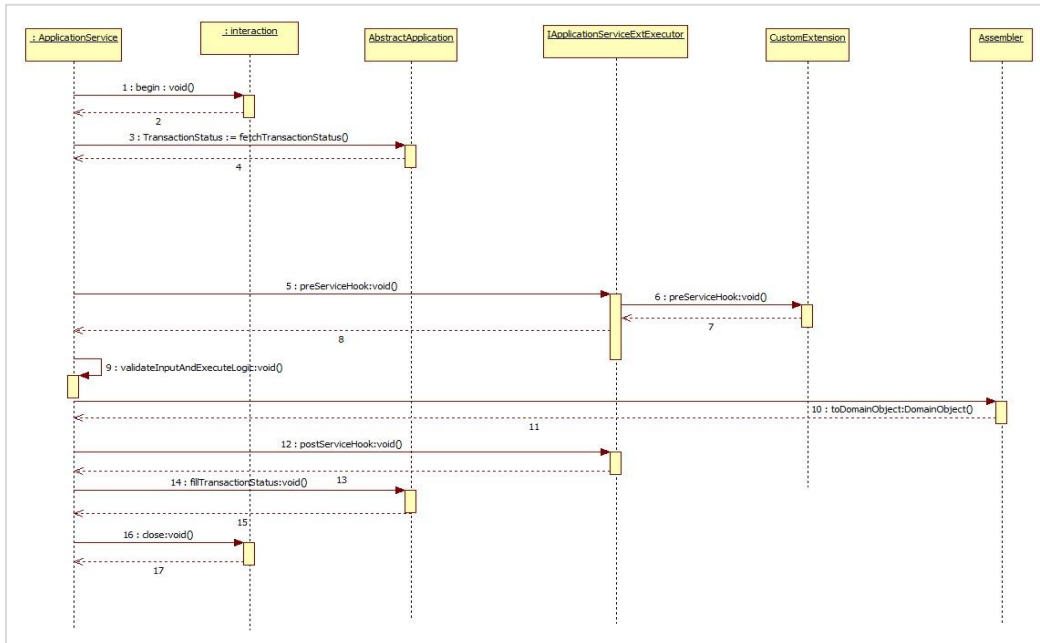 : ApplicationService
: interaction
AbstractApplication
IApplicationServiceExtExecutor
CustomExtension
Assembler
1 : begin : void()
2
3 : TransactionStatus := fetchTransactionStatus()
4
5 : preServiceHook:void()
6 : preServiceHook:void()
7
8
9 : validateInputAndExecuteLogic:void()
10 : toDomainObject:DomainObject()
11
12 : postServiceHook:void()
13
14 : fillTransactionStatus:void()
15
16 : close:void()
17